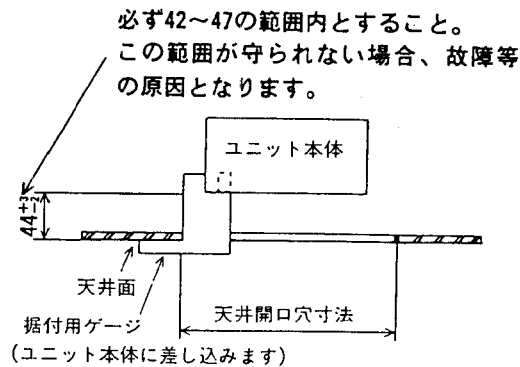 必ず42〜47の範囲内とすること。
この範囲が守られない場合、故障等
の原因となります。
ユニット本体
44+3-2
天井面
天井開口穴寸法
据付用ゲージ
(ユニット本体に差し込みます)